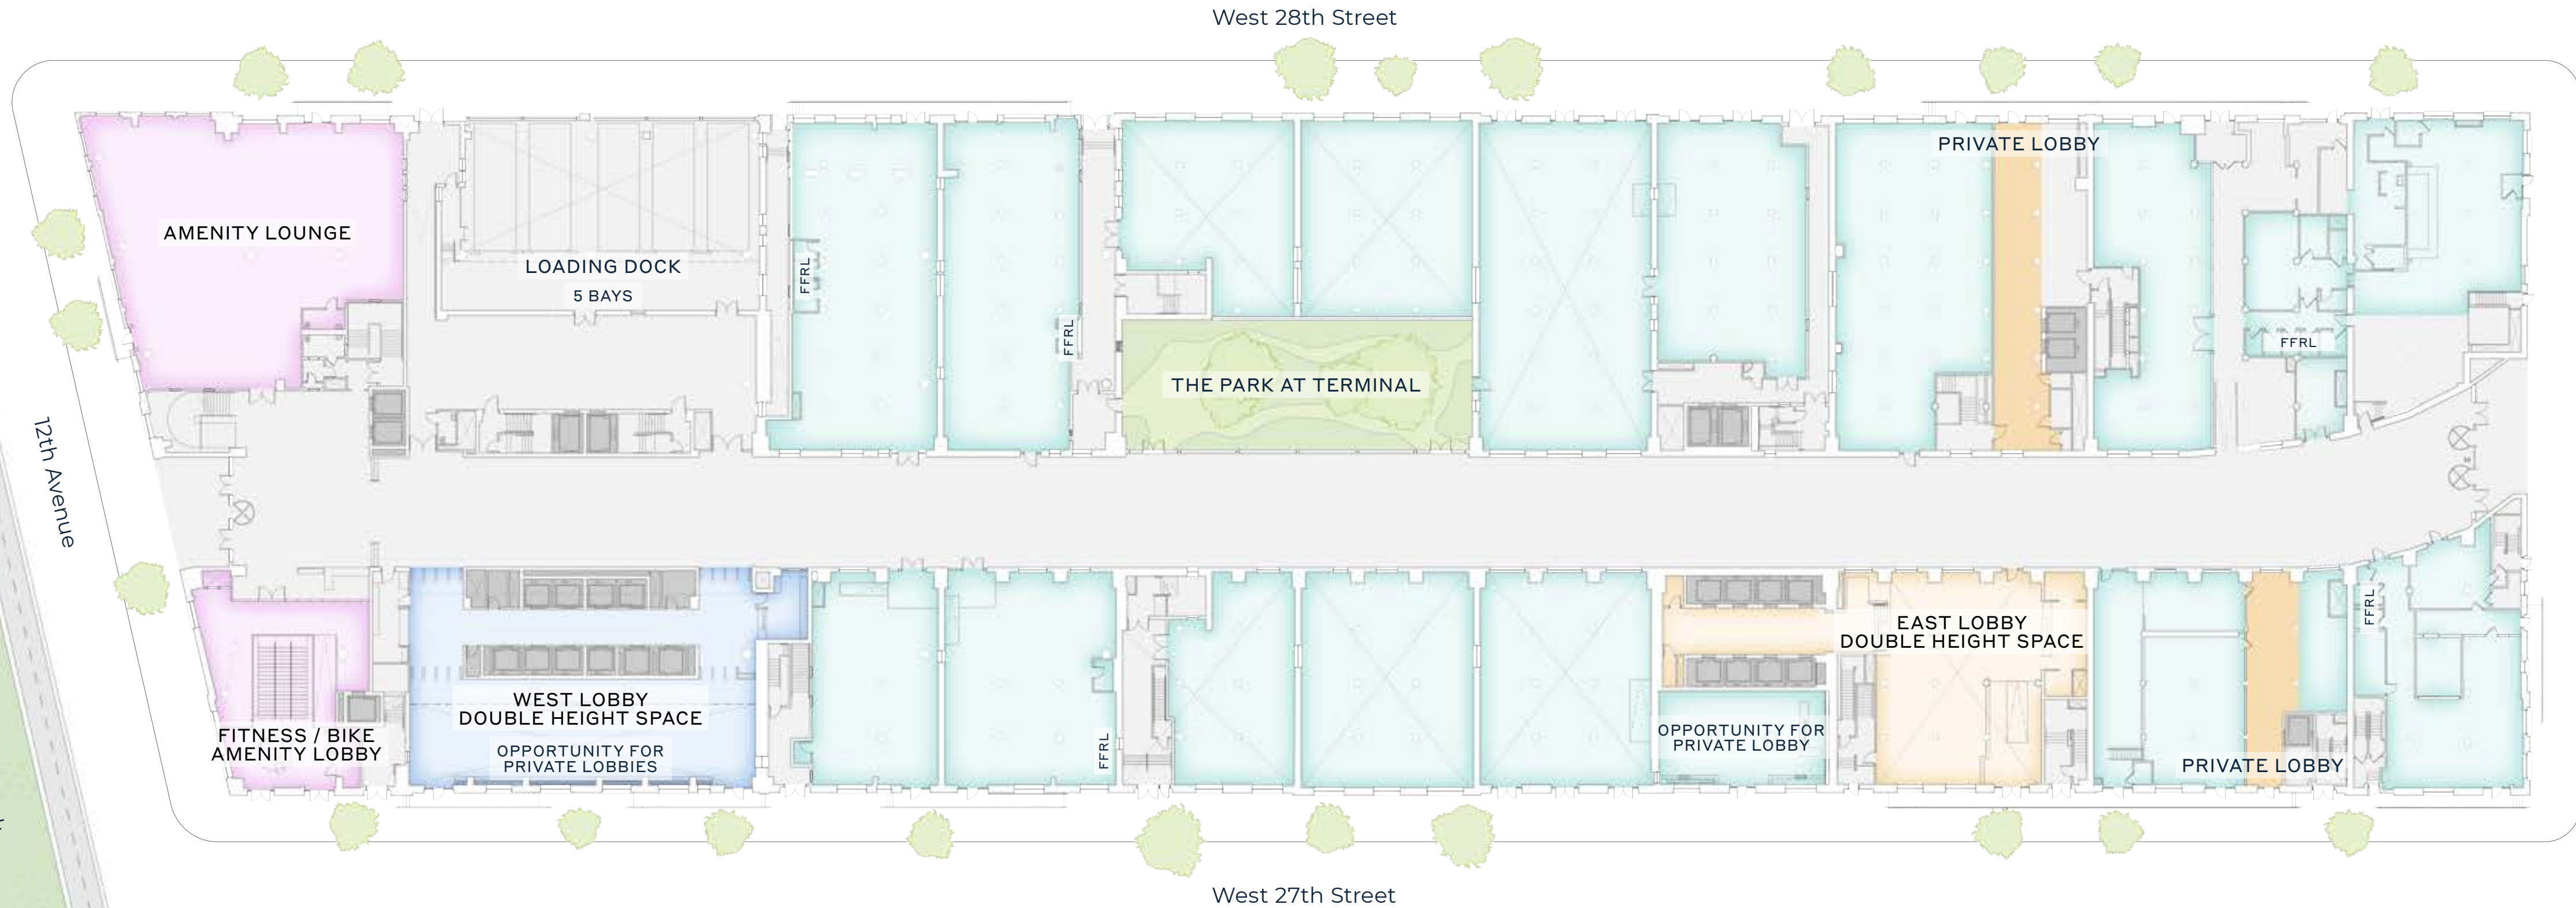 West 28th Street
PRIVATE LOBBY
AMENITY LOUNGE
LOADING DOCK
5 BAYS
FFRL
FFRL
FFRL
THE PARK AT TERMINAL
12th Avenue
FFRL
EAST LOBBY
DOUBLE HEIGHT SPACE
WEST LOBBY
DOUBLE HEIGHT SPACE
OPPORTUNITY FOR
PRIVATE LOBBIES
FITNESS / BIKE
AMENITY LOBBY
FFRL
OPPORTUNITY FOR
PRIVATE LOBBY
PRIVATE LOBBY
West 27th Street